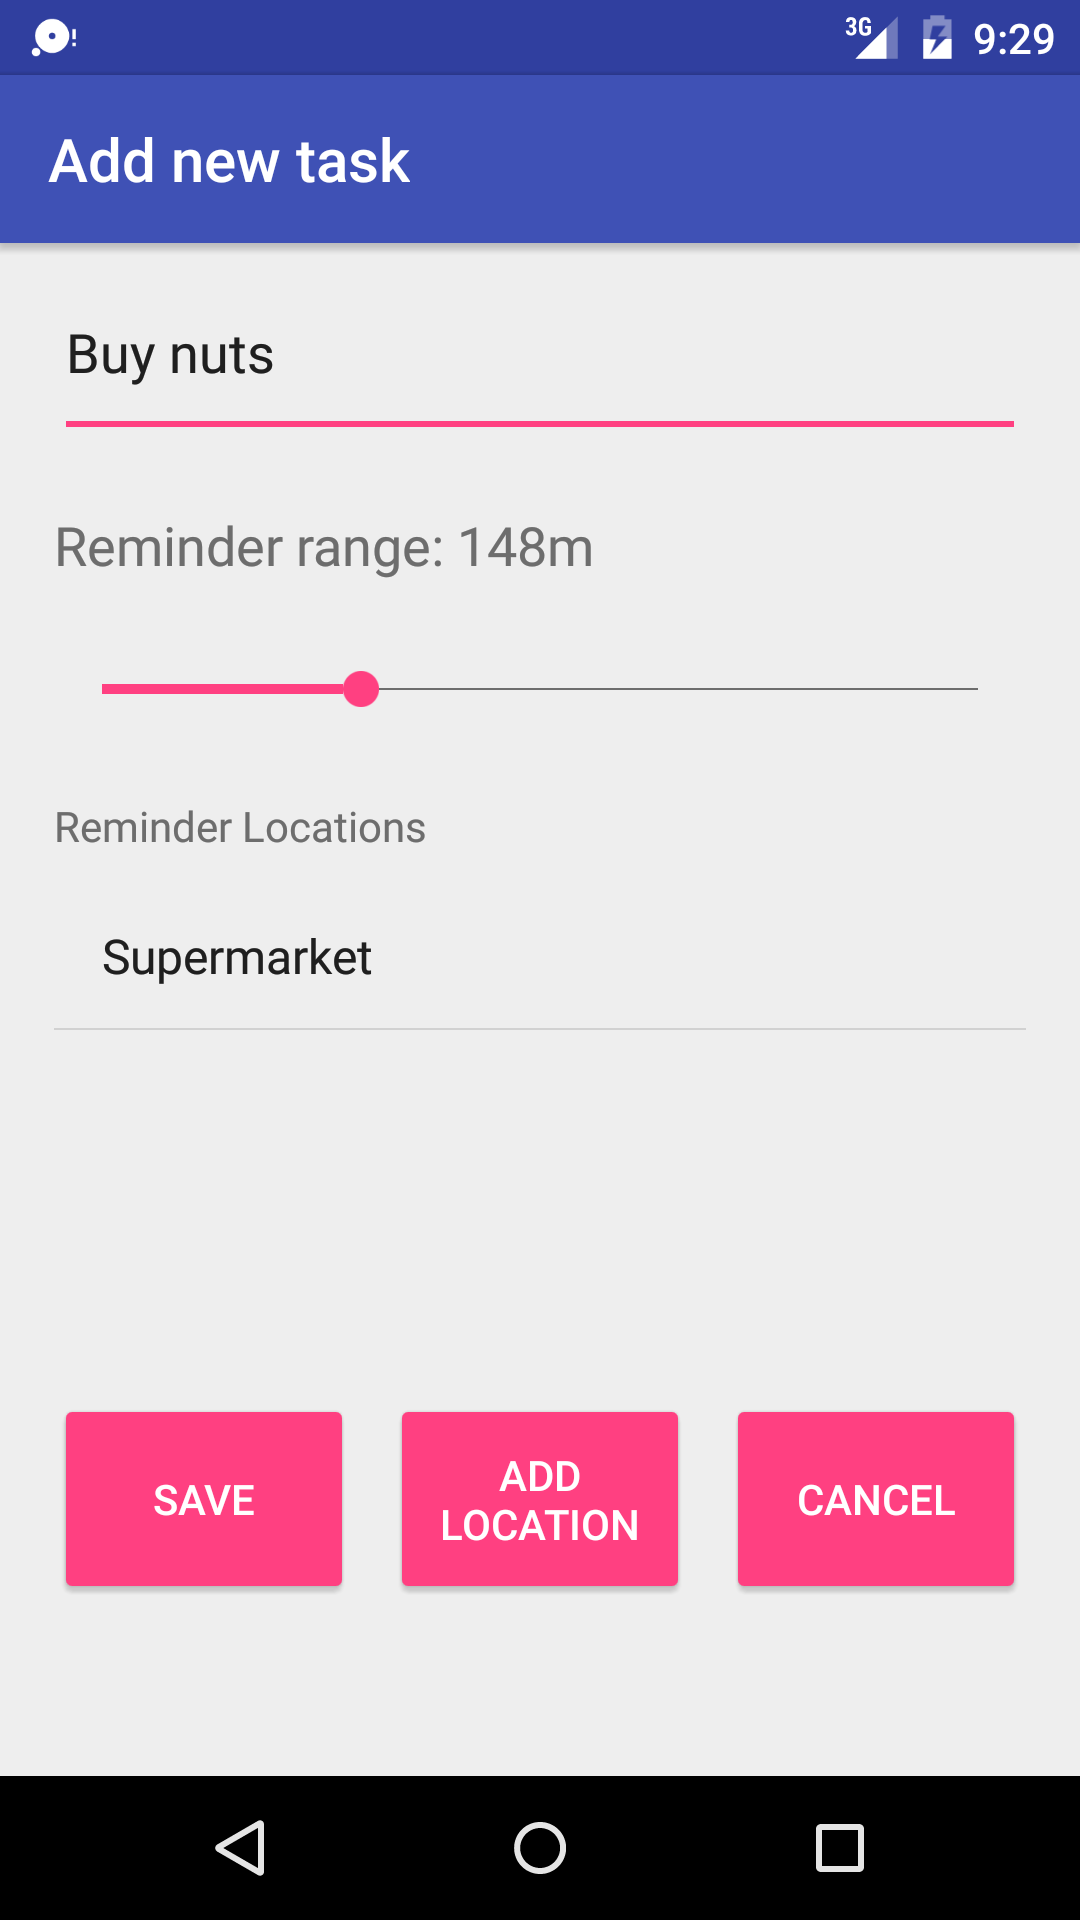 3G 9:29
Add new task
Buy nuts
Reminder range: 148m
Reminder Locations
Supermarket
SAVE
ADD
LOCATION
CANCEL